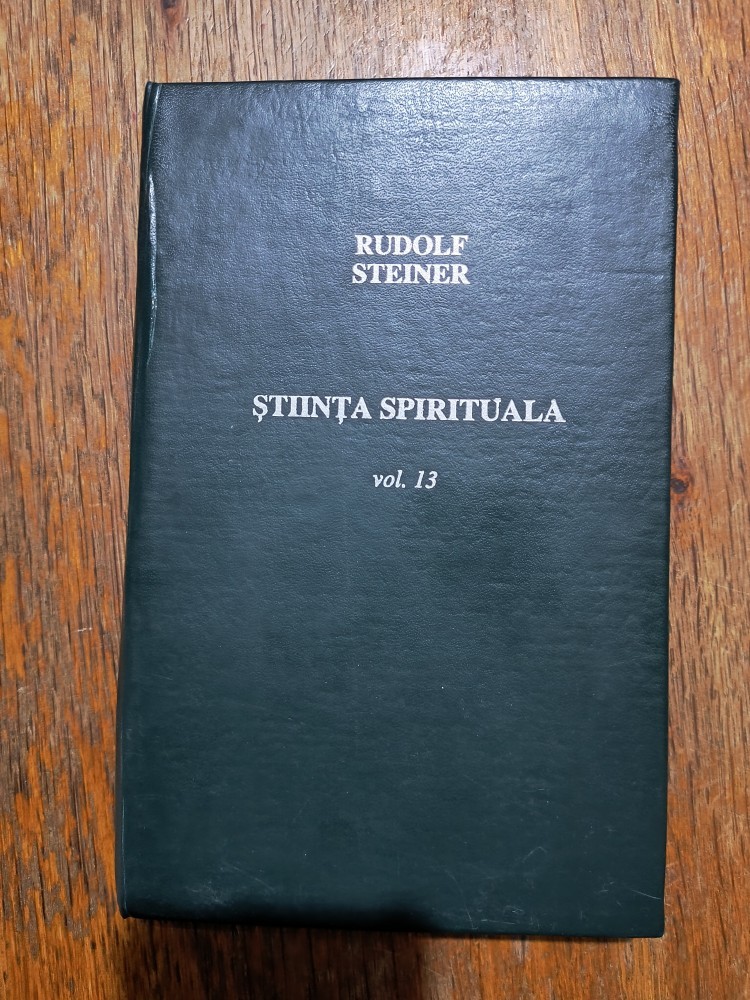 RUDOLF
STEINER
ŞTIINŢA SPIRITUALA
vol. 13